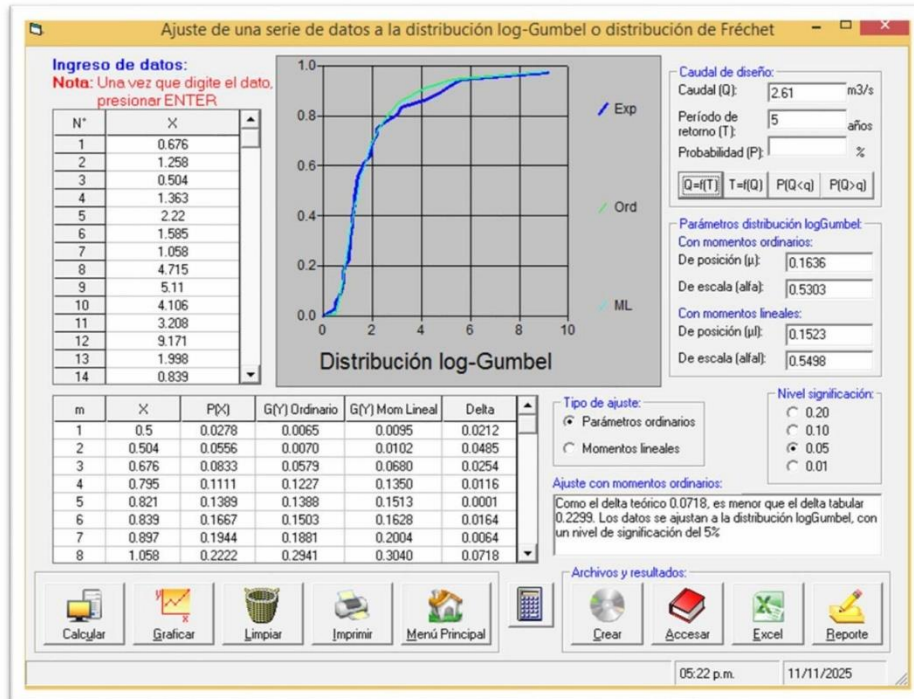 Ajuste de una serie de datos a la distribución log-Gumbel o distribución de Fréchet
Ingreso de datos:
Nota: Una vez que digite el dato,
presionar ENTER
N° X
1 0.676
2 1.258
3 0.504
4 1.363
5 2.22
6 1.585
7 1.058
8 4.715
9 5.11
10 4.106
11 3.208
12 9.171
13 1.998
14 0.839
1.0
0.8
0.6
0.4
0.2
0.0
0 2 4 6 8 10
Exp
Ord
ML
Distribución log-Gumbel
Caudal de diseño:
Caudal (Q): 2.61 m3/s
Período de
retorno (T): 5 años
Probabilidad (P): %
Q=f(T) T=f(Q) P(Q<q) P(Q>q)
Parámetros distribución logGumbel:
Con momentos ordinarios:
De posición (µ): 0.1636
De escala (alfa): 0.5303
Con momentos lineales:
De posición (µl): 0.1523
De escala (alfal): 0.5498
m X P(X) G(Y) Ordinario G(Y) Mom Lineal Delta
1 0.5 0.0278 0.0065 0.0095 0.0212
2 0.504 0.0556 0.0070 0.0102 0.0485
3 0.676 0.0833 0.0579 0.0680 0.0254
4 0.795 0.1111 0.1227 0.1350 0.0116
5 0.821 0.1389 0.1388 0.1513 0.0001
6 0.839 0.1667 0.1503 0.1628 0.0164
7 0.897 0.1944 0.1881 0.2004 0.0064
8 1.058 0.2222 0.2941 0.3040 0.0718
Tipo de ajuste:
Parámetros ordinarios
Momentos lineales
Nivel significación:
0.20
0.10
0.05
0.01
Ajuste con momentos ordinarios:
Como el delta teórico 0.0718, es menor que el delta tabular
0.2299. Los datos se ajustan a la distribución logGumbel, con
un nivel de significación del 5%
Calcular Graficar Limpiar Imprimir Menú Principal
Archivos y resultados:
Crear Accesar Excel Reporte
05:22 p.m. 11/11/2025